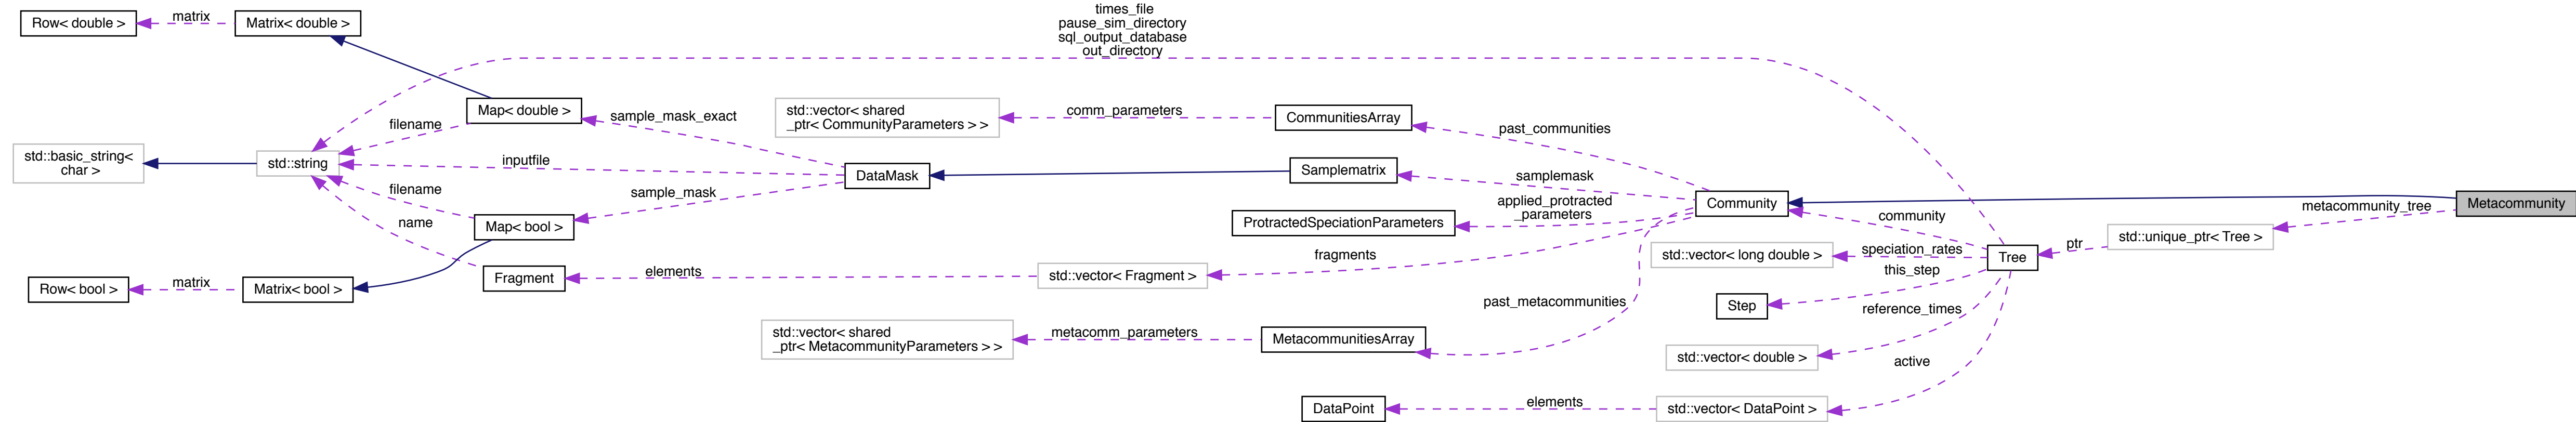 times_file
pause_sim_directory
sql_output_database
out_directory
Row< double >
matrix
Matrix< double >
Map< double >
filename
sample_mask_exact
std::vector< shared
_ptr< CommunityParameters > >
comm_parameters
CommunitiesArray
past_communities
std::basic_string<
char >
std::string
inputfile
DataMask
Samplematrix
samplemask
filename
sample_mask
name
Map< bool >
ProtractedSpeciationParameters
applied_protracted
_parameters
Community
community
metacommunity_tree
Metacommunity
std::unique_ptr< Tree >
ptr
Tree
speciation_rates
std::vector< long double >
fragments
this_step
Row< bool >
matrix
Matrix< bool >
Fragment
elements
std::vector< Fragment >
past_metacommunities
Step
reference_times
std::vector< shared
_ptr< MetacommunityParameters > >
metacomm_parameters
MetacommunitiesArray
std::vector< double >
active
DataPoint
elements
std::vector< DataPoint >